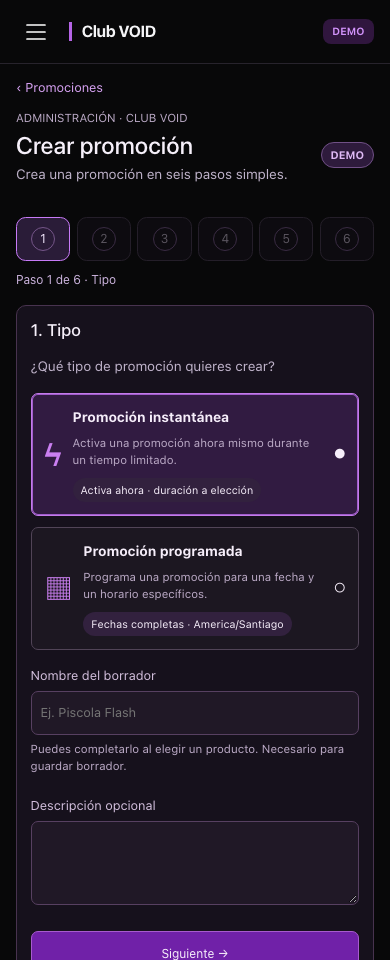 Club VOID
DEMO
‹ Promociones
ADMINISTRACIÓN · CLUB VOID
Crear promoción
DEMO
Crea una promoción en seis pasos simples.
1
2
3
4
5
6
Paso 1 de 6 · Tipo
1. Tipo
¿Qué tipo de promoción quieres crear?
Promoción instantánea
Activa una promoción ahora mismo durante
un tiempo limitado.
Activa ahora · duración a elección
Promoción programada
Programa una promoción para una fecha y
un horario específicos.
Fechas completas · America/Santiago
Nombre del borrador
Ej. Piscola Flash
Puedes completarlo al elegir un producto. Necesario para
guardar borrador.
Descripción opcional
Siguiente →